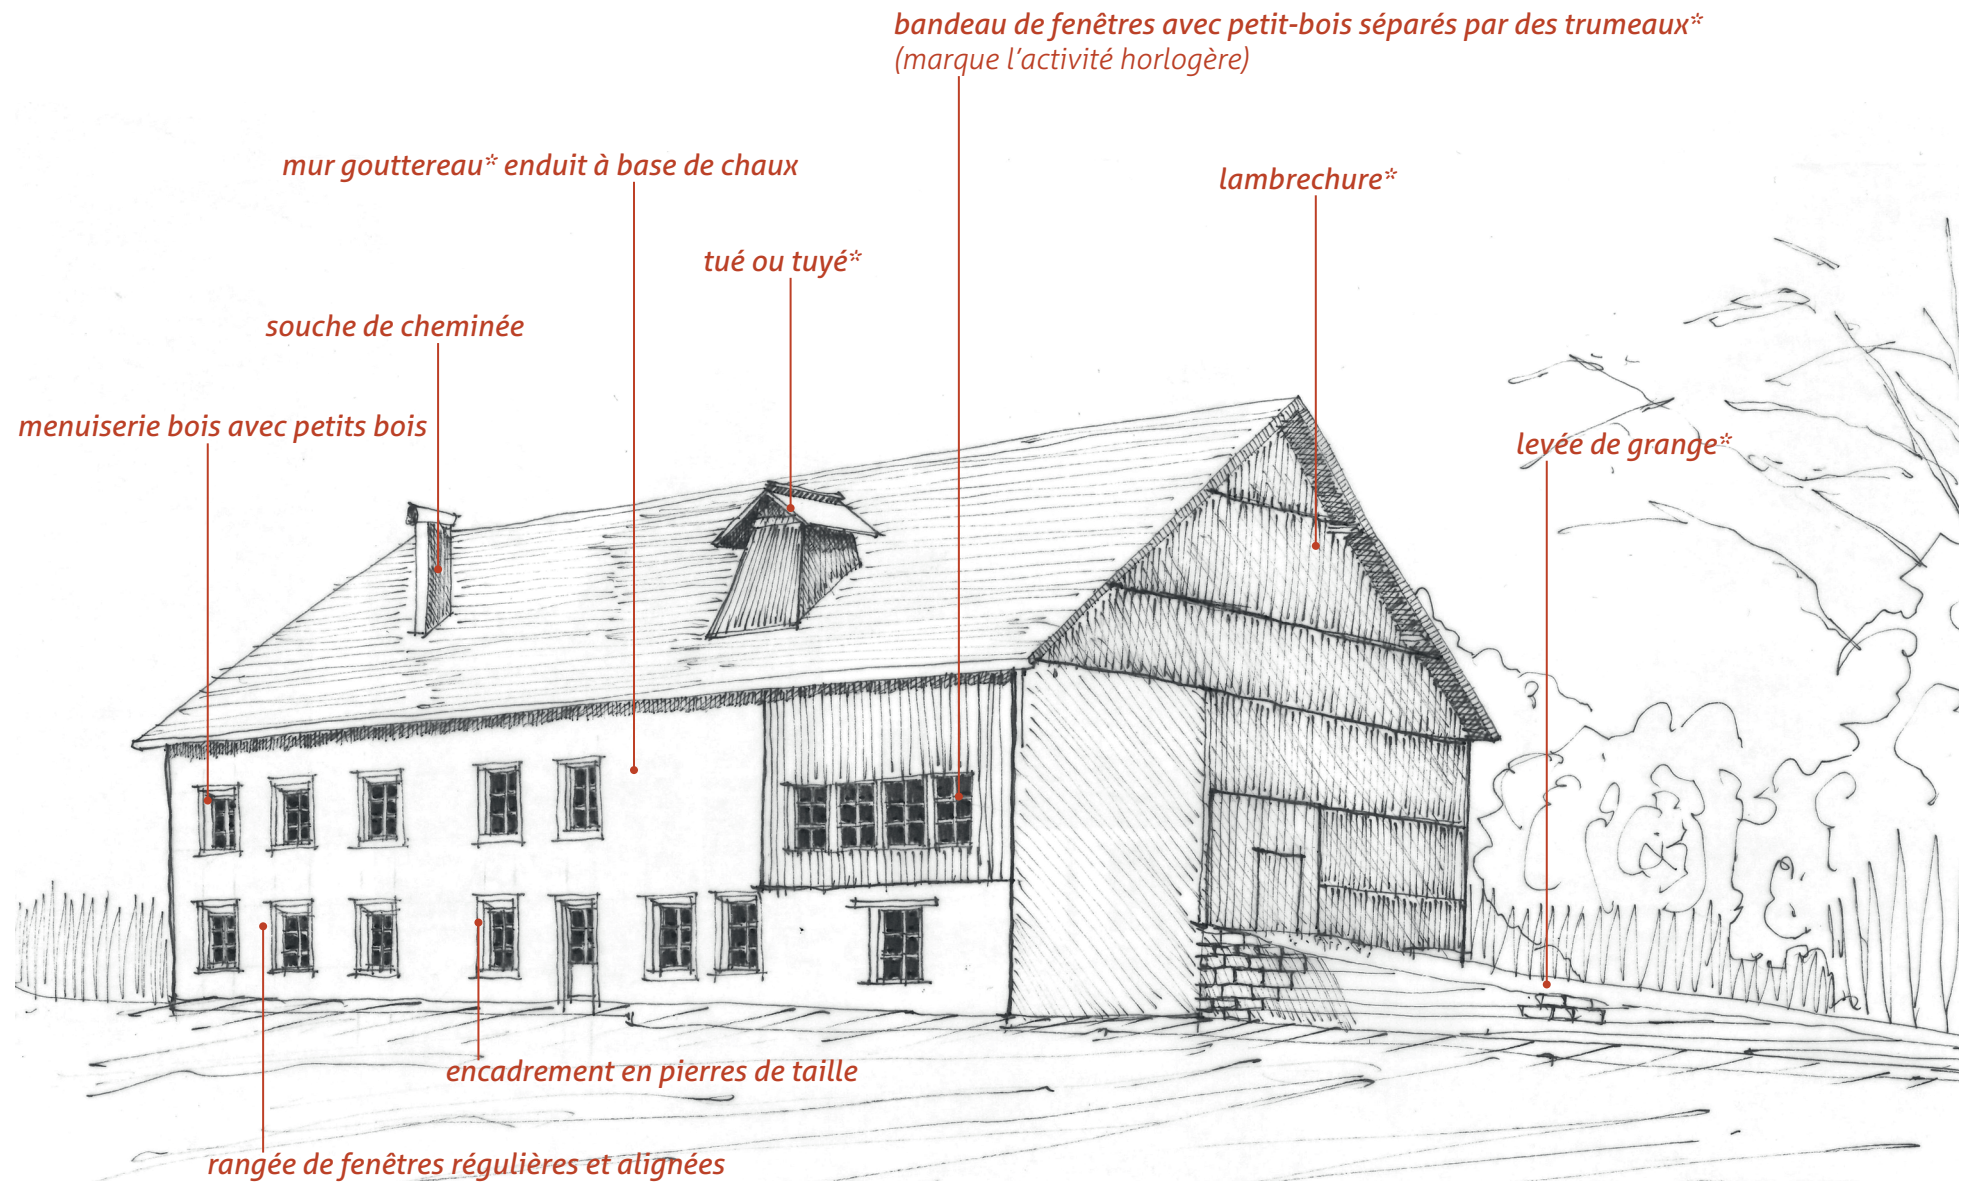 bandeau de fenêtres avec petit-bois séparés par des trumeaux*
(marque l'activité horlogère)
mur gouttereau* enduit à base de chaux
lambrechure*
tué ou tuyé*
souche de cheminée
menuiserie bois avec petits bois
levée de grange*
encadrement en pierres de taille
rangée de fenêtres régulières et alignées